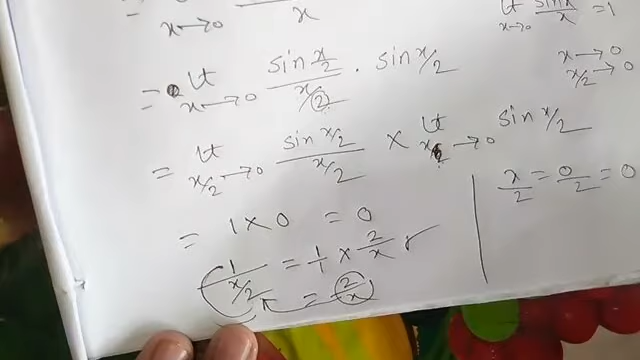 = lt x→0 / x
lt x→0 sin x/x = 1
= lt x→0 (sin x/2)/(x/2) . sin x/2
x→0
x/2→0
= lt x/2→0 (sin x/2)/(x/2) × lt →0 sin x/2
x/2 = 0/2 = 0
= 1×0 = 0
1/(x/2) = 1/1 × 2/x
= 2/x